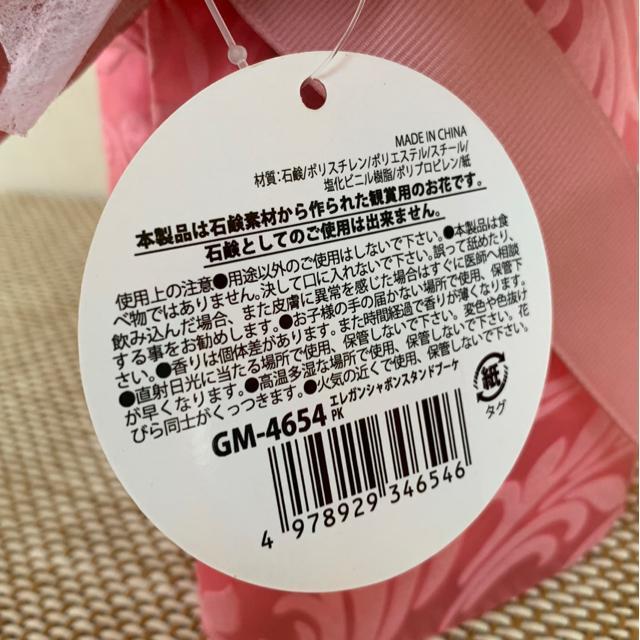 MADE IN CHINA
材質：石鹸/ポリスチレン/ポリエステル/スチール/
塩化ビニル樹脂/ポリプロピレン/紙
本製品は石鹸素材から作られた観賞用のお花です。
石鹸としてのご使用は出来ません。
使用上の注意●用途以外のご使用はしないで下さい。●本製品は食
べ物ではありません。決して口に入れないで下さい。誤って舐めたり、
飲み込んだ場合、また皮膚に異常を感じた場合はすぐに医師へ相談
する事をお勧めします。●お子様の手の届かない場所で使用、保管下
さい。●香りは個体差があります。また時間経過で香りが薄くなります。
●直射日光に当たる場所で使用、保管しないで下さい。変色や色抜け
が早くなります。●高温多湿な場所で使用、保管しないで下さい。花
びら同士がくっつきます。●火気の近くで使用、保管しないで下さい。
GM-4654 エレガンシャボンスタンドブーケ
PK
紙
タグ
4 978929 346546